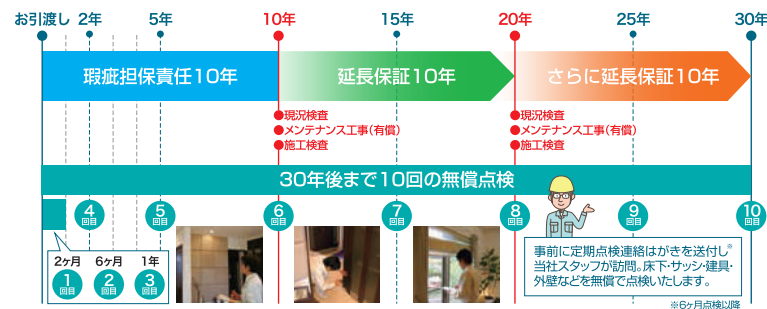 お引渡し 2年 5年 10年 15年 20年 25年 30年
瑕疵担保責任10年 延長保証10年 さらに延長保証10年
●現況検査
●メンテナンス工事(有償)
●施工検査
●現況検査
●メンテナンス工事(有償)
●施工検査
30年後まで10回の無償点検
4回目 5回目 6回目 7回目 8回目 9回目 10回目
2ヶ月 6ヶ月 1年
1回目 2回目 3回目
事前に定期点検連絡はがきを送付し※
当社スタッフが訪問。床下・サッシ・建具・
外壁などを無償で点検いたします。
※6ヶ月点検以降